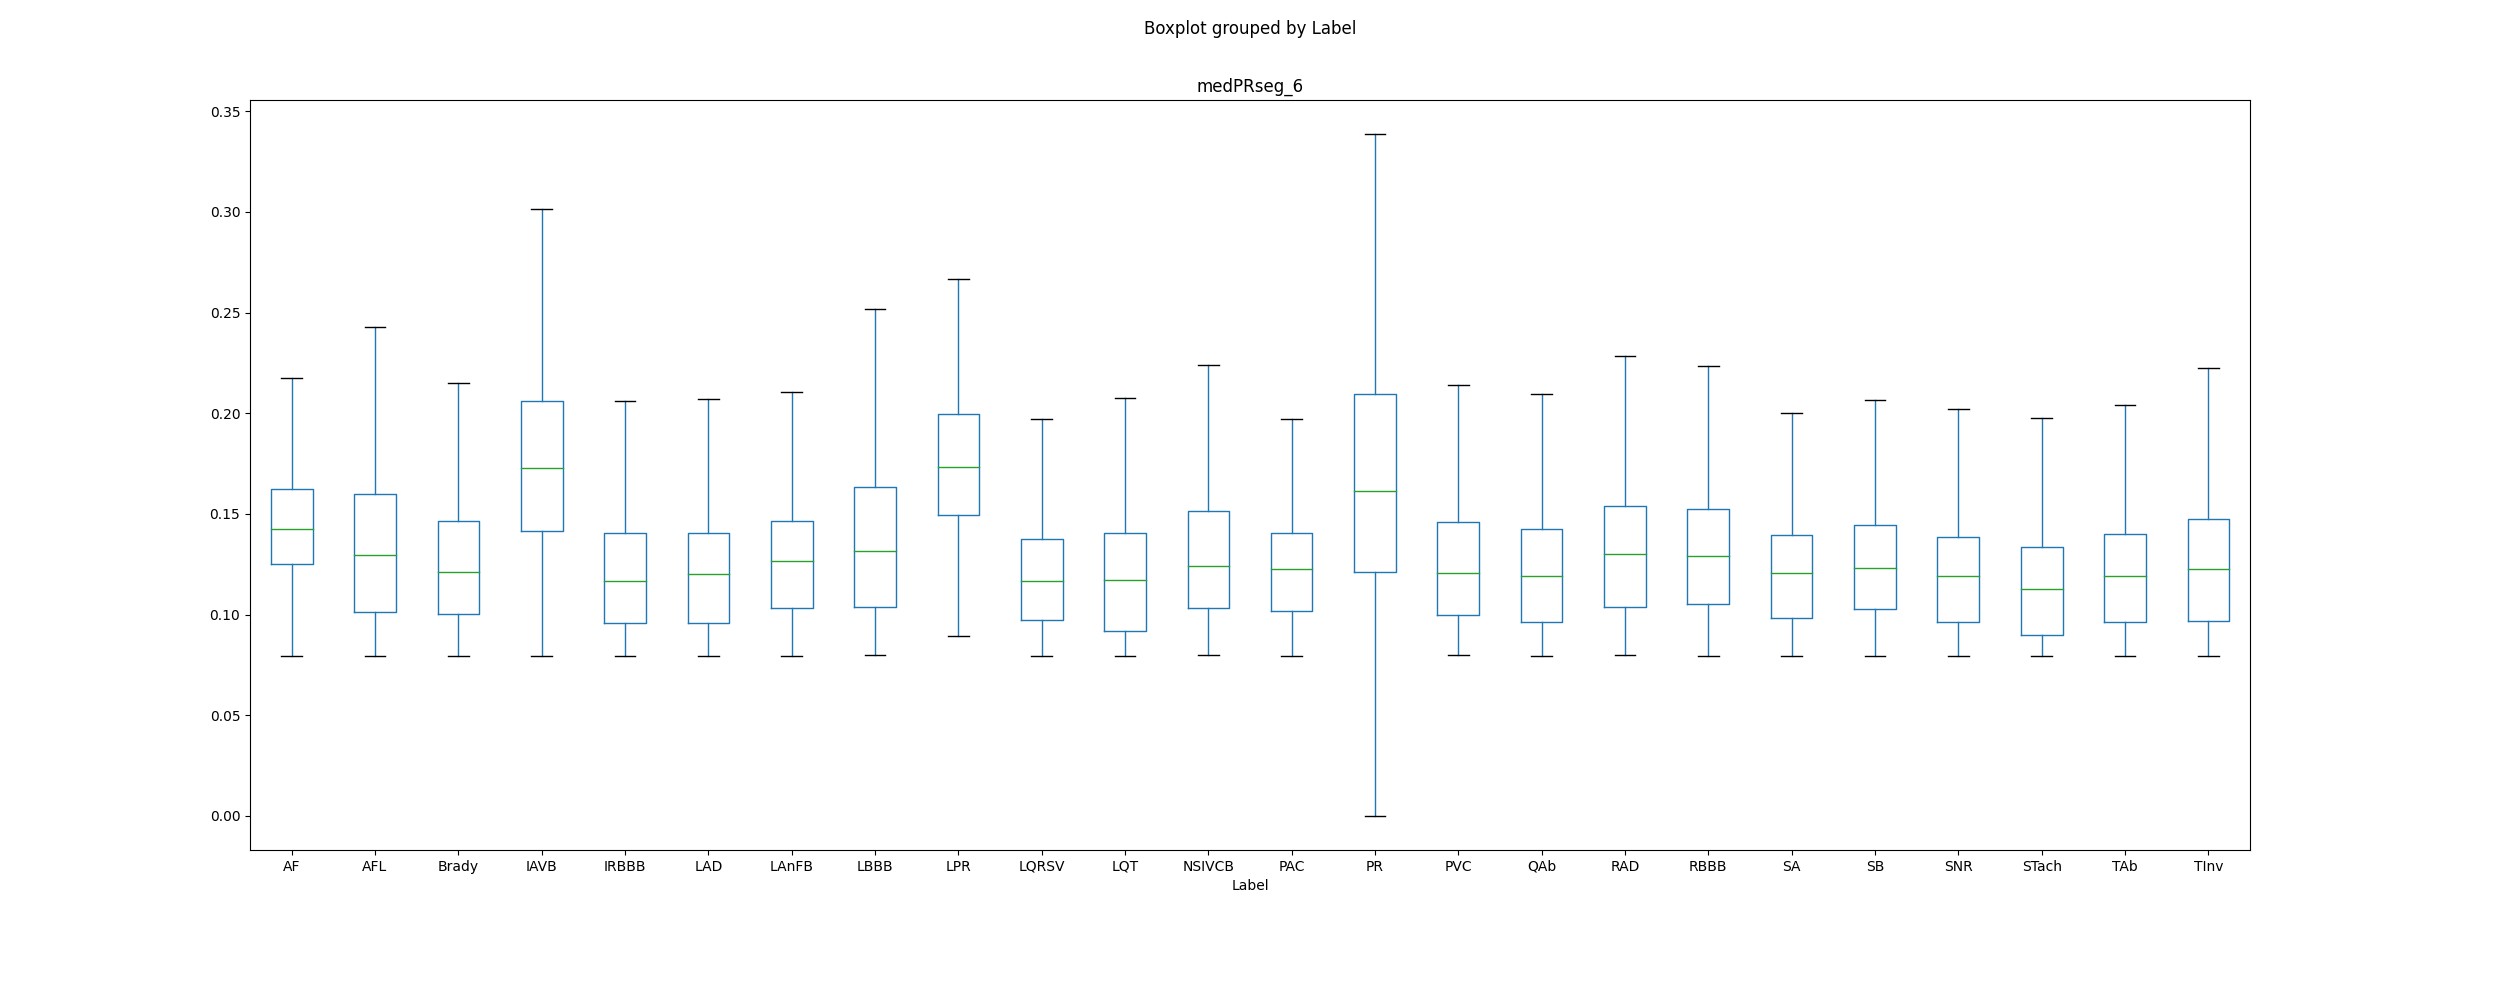 Boxplot grouped by Label
medPRseg_6
0.35
0.30
0.25
0.20
0.15
0.10
0.05
0.00
AF AFL Brady IAVB IRBBB LAD LAnFB LBBB LPR LQRSV LQT NSIVCB PAC PR PVC QAb RAD RBBB SA SB SNR STach TAb TInv
Label